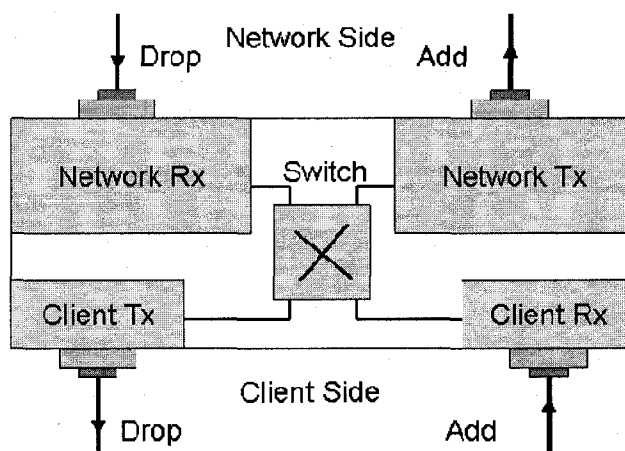 Network Side
Drop
Add
Switch
Network Rx
Network Tx
Client Tx
Client Rx
Client Side
Drop
Add